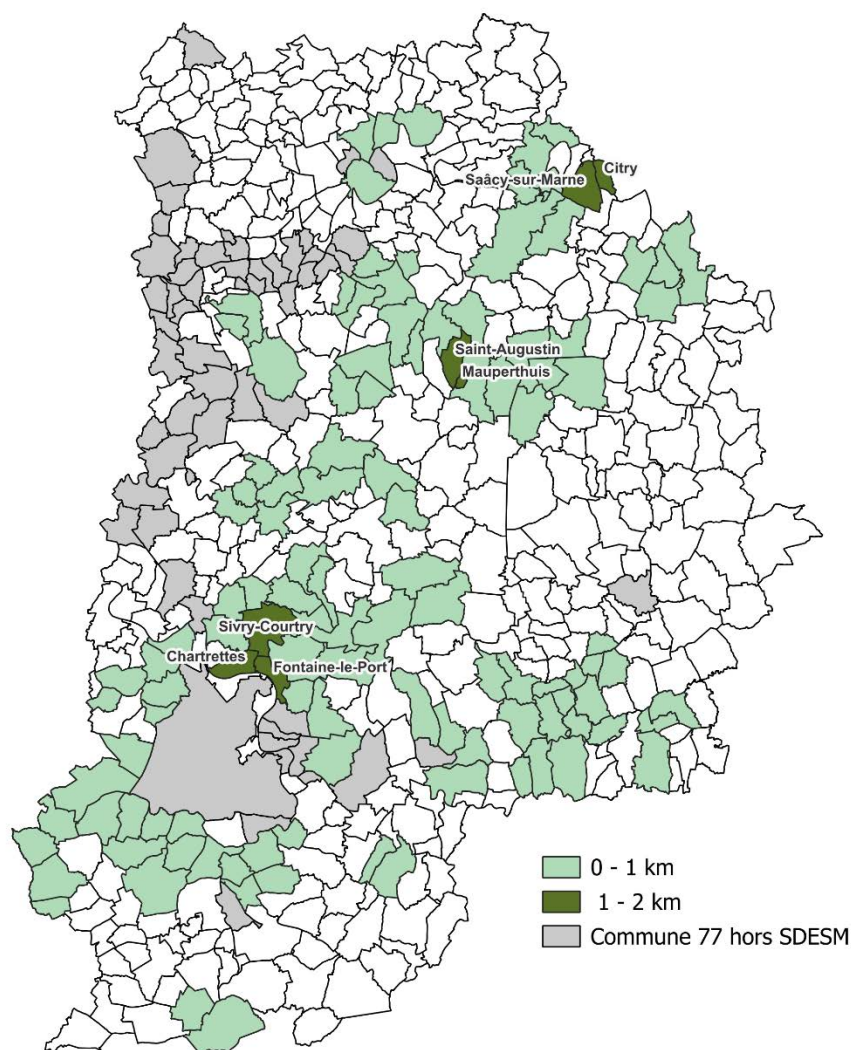 Citry
Saâcy-sur-Marne
Saint-Augustin
Mauperthuis
Sivry-Courtry
Chartrettes
Fontaine-le-Port
0 - 1 km
1 - 2 km
Commune 77 hors SDESM